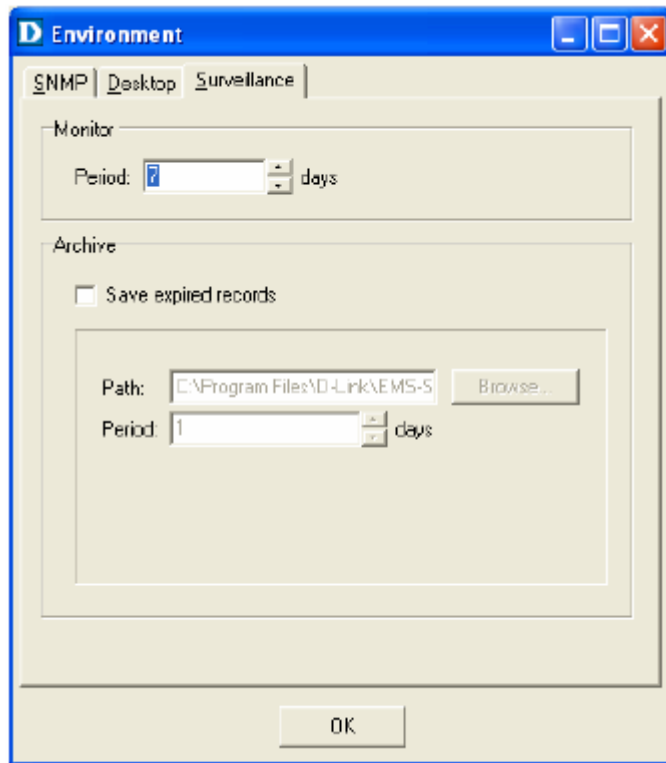 D Environment
SNMP Desktop Surveillance
Monitor
Period: 7 days
Archive
Save expired records
Path: C:\Program Files\D-Link\EMS-S Browse...
Period: 1 days
OK